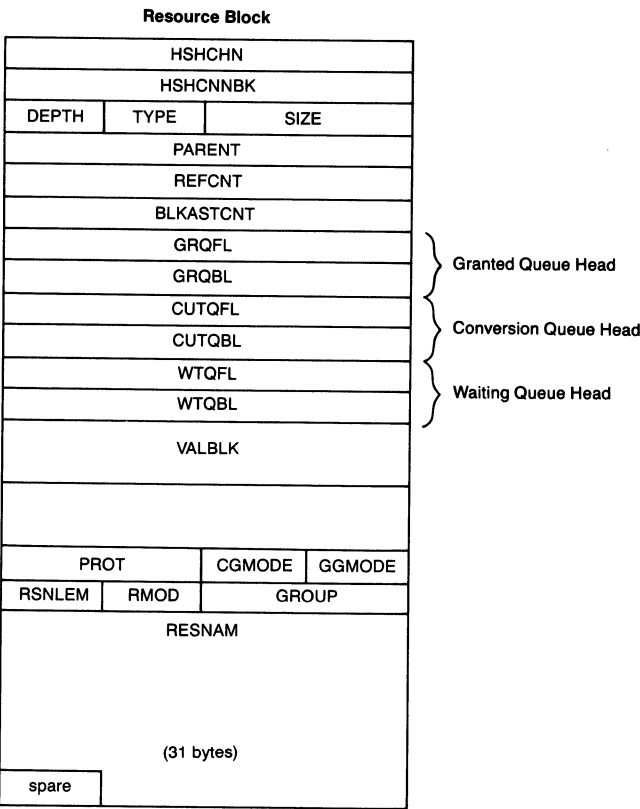 Resource Block
HSHCHN
HSHCNNBK
DEPTH TYPE SIZE
PARENT
REFCNT
BLKASTCNT
GRQFL
GRQBL
Granted Queue Head
CUTQFL
CUTQBL
Conversion Queue Head
WTQFL
WTQBL
Waiting Queue Head
VALBLK
PROT CGMODE GGMODE
RSNLEM RMOD GROUP
RESNAM
(31 bytes)
spare